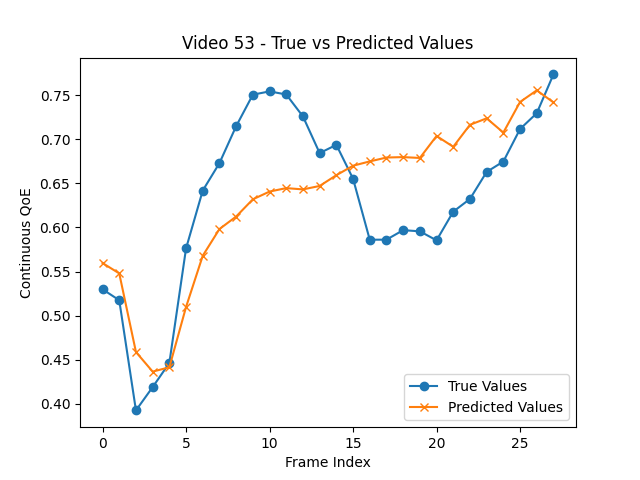 Video 53 - True vs Predicted Values
Continuous QoE
0.75
0.70
0.65
0.60
0.55
0.50
0.45
0.40
0 5 10 15 20 25
Frame Index
True Values
Predicted Values